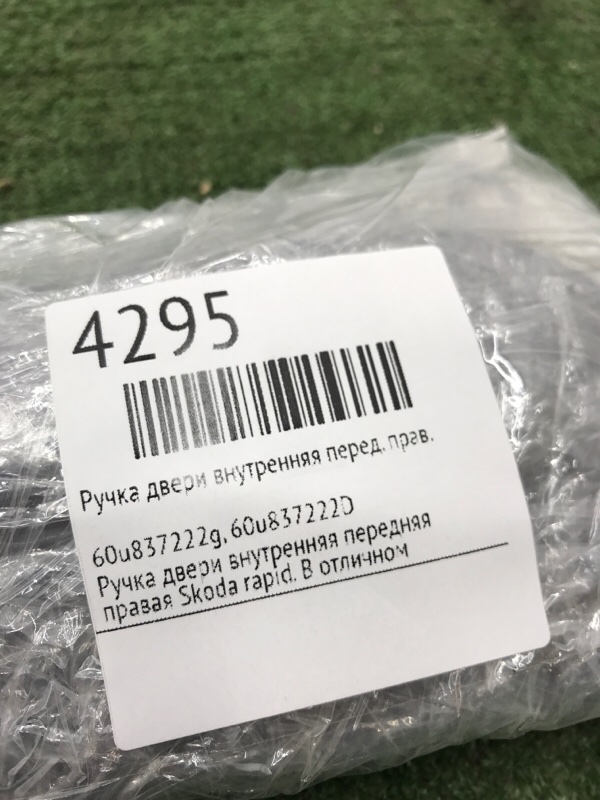 4295
Ручка двери внутренняя перед. прав.
60u837222g, 60u837222D
Ручка двери внутренняя передняя
правая Skoda rapid. В отличном